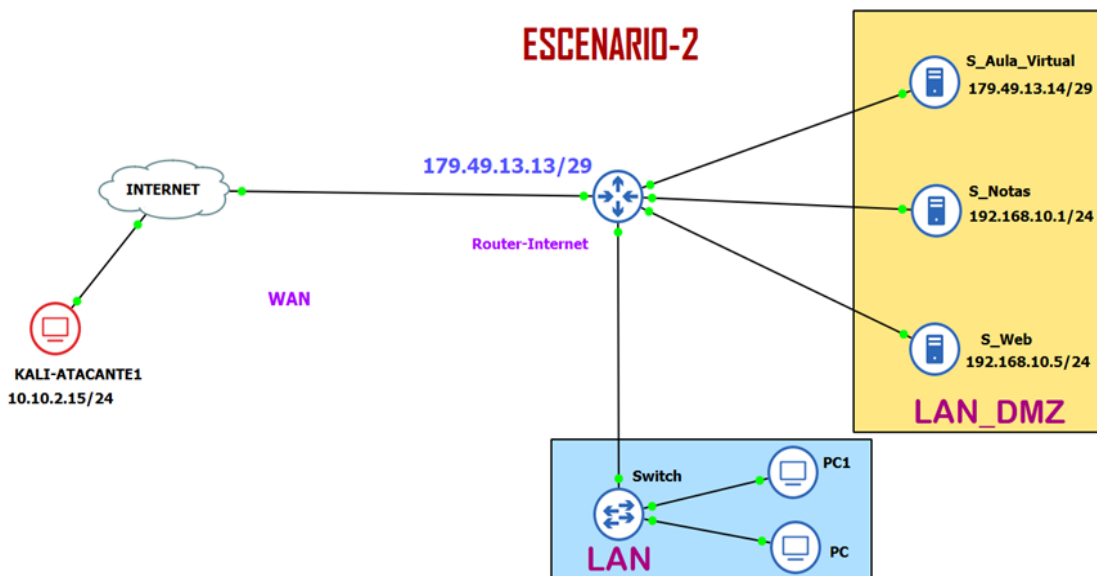 ESCENARIO-2
S_Aula_Virtual
179.49.13.14/29
179.49.13.13/29
INTERNET
S_Notas
192.168.10.1/24
Router-Internet
WAN
KALI-ATACANTE1
10.10.2.15/24
S_Web
192.168.10.5/24
LAN_DMZ
Switch
PC1
PC
LAN